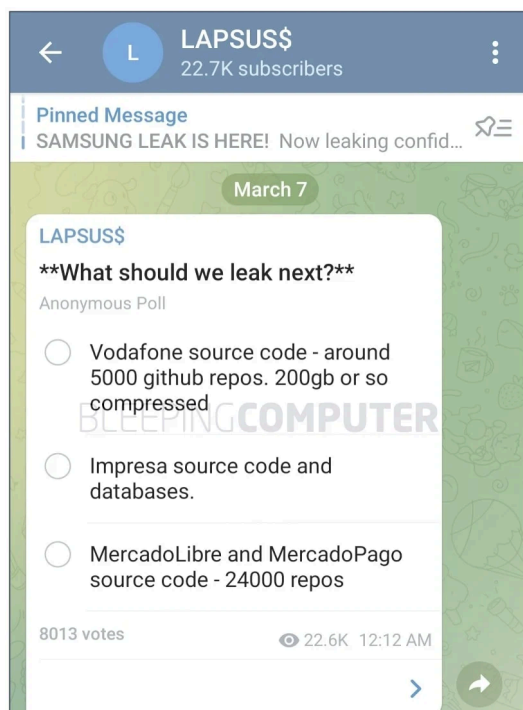 L
LAPSUS$
22.7K subscribers
Pinned Message
SAMSUNG LEAK IS HERE! Now leaking confid...
March 7
LAPSUS$
**What should we leak next?**
Anonymous Poll
Vodafone source code - around
5000 github repos. 200gb or so
compressed
BLEEPINGCOMPUTER
Impresa source code and
databases.
MercadoLibre and MercadoPago
source code - 24000 repos
8013 votes
22.6K 12:12 AM